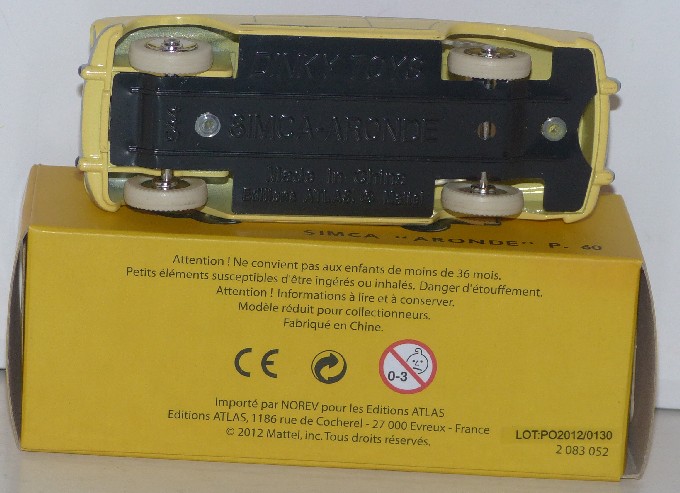 DINKY TOYS
SIMCA-ARONDE
Made in China
Editions ATLAS & Mattel
SIMCA "ARONDE" P. 60
Attention ! Ne convient pas aux enfants de moins de 36 mois.
Petits éléments susceptibles d'être ingérés ou inhalés. Danger d'étouffement.
Attention ! Informations à lire et à conserver.
Modèle réduit pour collectionneurs.
Fabriqué en Chine.
CE
0-3
Importé par NOREV pour les Editions ATLAS
Editions ATLAS, 1186 rue de Cocherel - 27 000 Evreux - France
© 2012 Mattel, inc. Tous droits réservés.
LOT:PO2012/0130
2 083 052